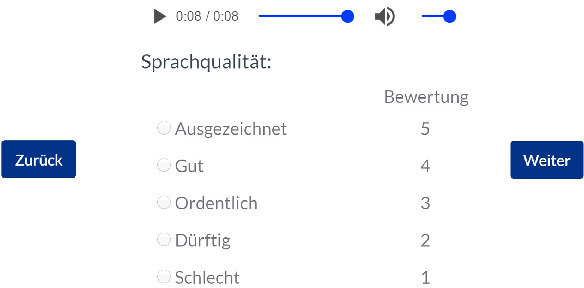 0:08 / 0:08
Sprachqualität:
Bewertung
Ausgezeichnet 5
Gut 4
Zurück
Weiter
Ordentlich 3
Dürftig 2
Schlecht 1